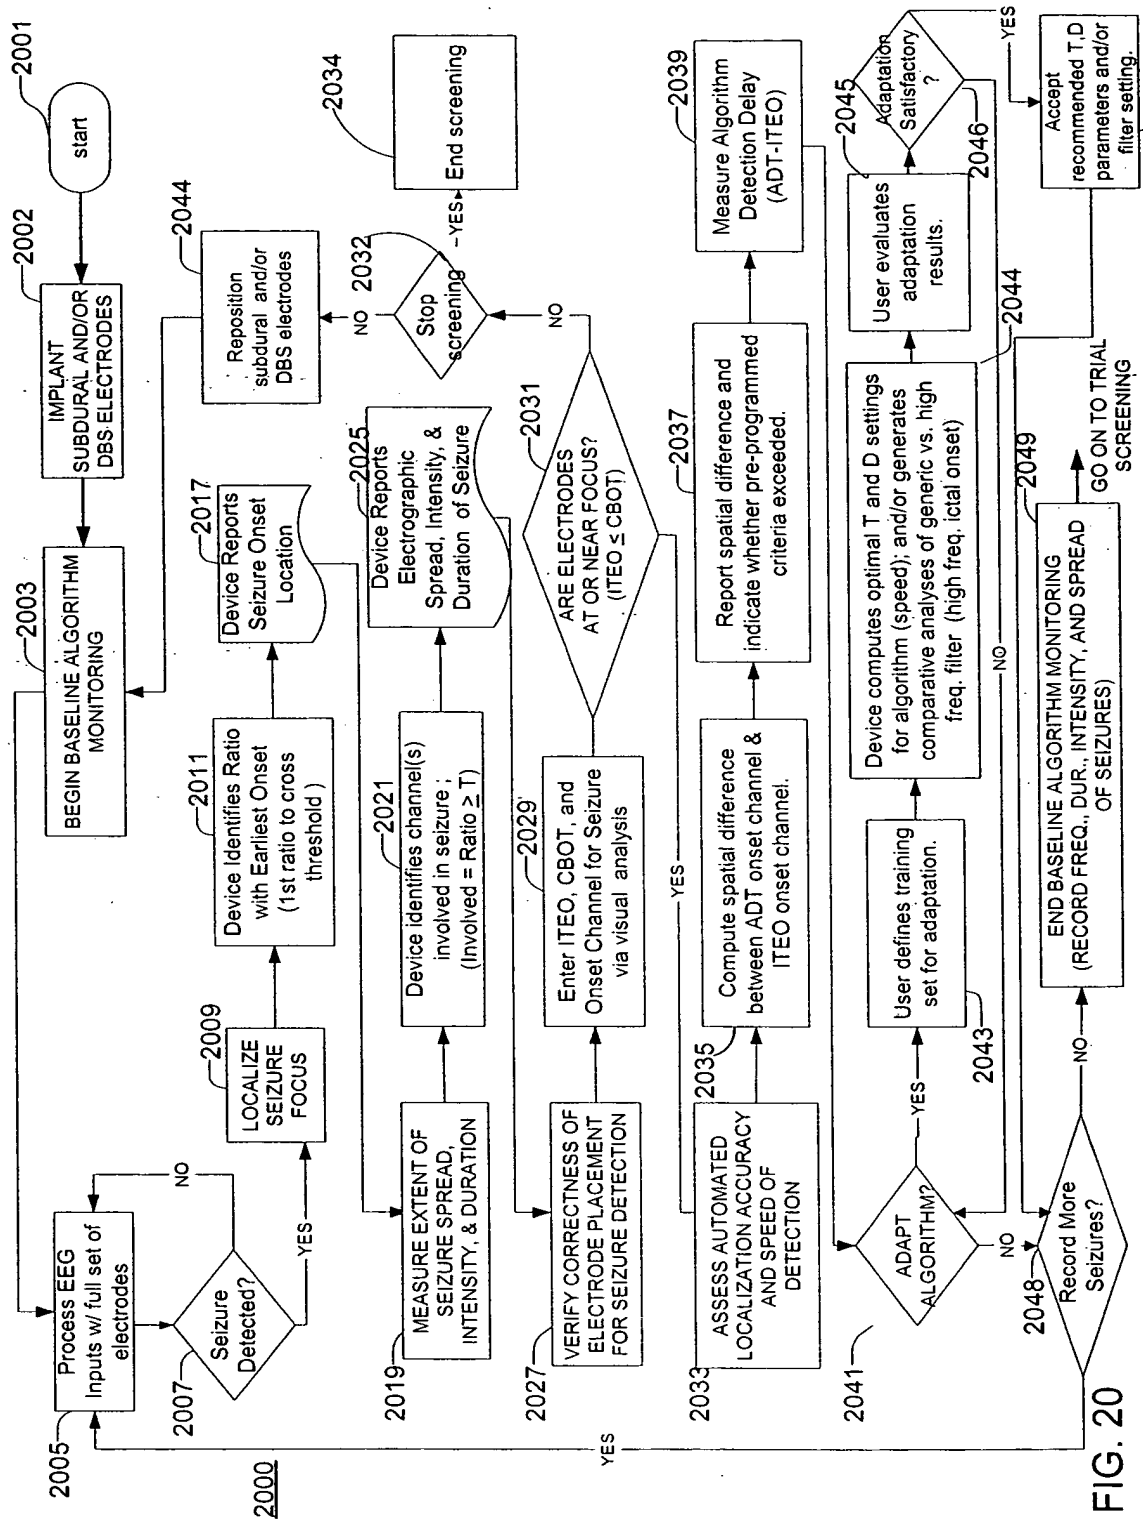 2001
start
2002
IMPLANT
SUBDURAL AND/OR
DBS ELECTRODES
2003
BEGIN BASELINE ALGORITHM
MONITORING
2005
Process EEG
Inputs w/ full set of
electrodes
2007
Seizure
Detected?
NO
YES
2009
LOCALIZE
SEIZURE
FOCUS
2011
Device Identifies Ratio
with Earliest Onset
(1st ratio to cross
threshold )
2017
Device Reports
Seizure Onset
Location
2044
Reposition
subdural and/or
DBS electrodes
2019
MEASURE EXTENT OF
SEIZURE SPREAD,
INTENSITY, & DURATION
2021
Device identifies channel(s)
involved in seizure ;
(Involved = Ratio ≥ T)
2025
Device Reports
Electrographic
Spread, Intensity, &
Duration of Seizure
2032
Stop
screening
NO
YES
2034
End screening
2027
VERIFY CORRECTNESS OF
ELECTRODE PLACEMENT
FOR SEIZURE DETECTION
2029
Enter ITEO, CBOT, and
Onset Channel for Seizure
via visual analysis
2031
ARE ELECTRODES
AT OR NEAR FOCUS?
(ITEO ≤ CBOT)
NO
YES
2033
ASSESS AUTOMATED
LOCALIZATION ACCURACY
AND SPEED OF
DETECTION
2035
Compute spatial difference
between ADT onset channel &
ITEO onset channel.
2037
Report spatial difference and
indicate whether pre-programmed
criteria exceeded.
2039
Measure Algorithm
Detection Delay
(ADT-ITEO)
2041
ADAPT
ALGORITHM?
YES
NO
2043
User defines training
set for adaptation.
2044
Device computes optimal T and D settings
for algorithm (speed); and/or generates
comparative analyses of generic vs. high
freq. filter (high freq. ictal onset)
2045
User evaluates
adaptation
results.
2046
Adaptation
Satisfactory
?
YES
NO
Accept
recommended T,D
parameters and/or
filter setting.
2048
Record More
Seizures?
YES
NO
2049
END BASELINE ALGORITHM MONITORING
(RECORD FREQ., DUR., INTENSITY, AND SPREAD
OF SEIZURES)
GO ON TO TRIAL
SCREENING
2000
FIG. 20